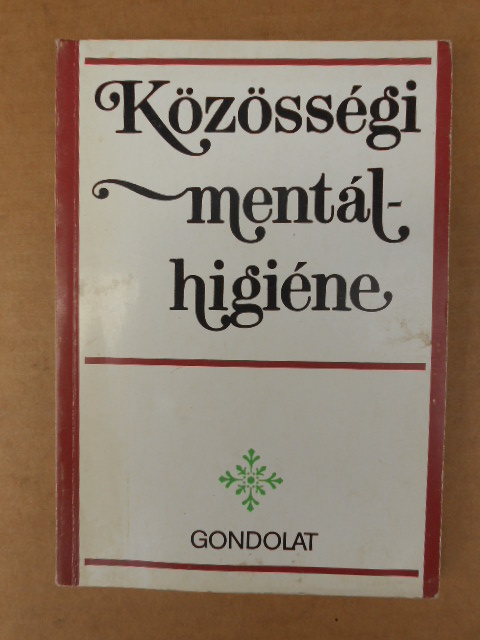 Közösségi
mentál-
higiéne
GONDOLAT